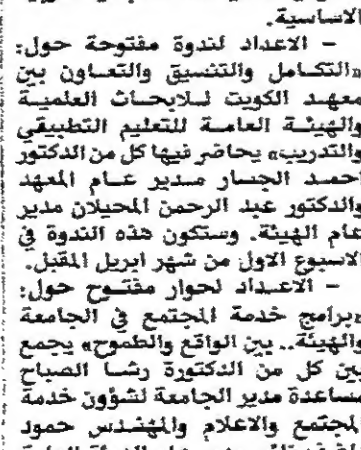 الاساسية.
– الاعداد لندوة مفتوحة حول:
«التكامل والتنسيق والتعاون بين
معهد الكويت للابحاث العلمية
والهيئة العامة للتعليم التطبيقي
والتدريب» يحاضر فيها كل من الدكتور
احمد الجسار مدير عام المعهد
والدكتور عبد الرحمن المحيلان مدير
عام الهيئة. وستكون هذه الندوة في
الاسبوع الاول من شهر ابريل المقبل.
– الاعداد لحوار مفتوح حول:
«برامج خدمة المجتمع في الجامعة
والهيئة.. بين الواقع والطموح» يجمع
بين كل من الدكتورة رشا الصباح
مساعدة مدير الجامعة لشؤون خدمة
المجتمع والاعلام والمهندس حمود